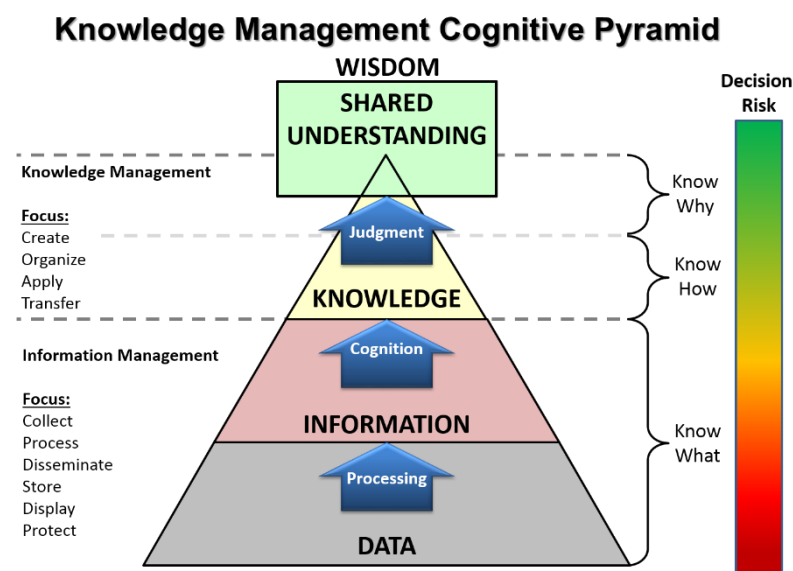 Knowledge Management Cognitive Pyramid
WISDOM
SHARED
UNDERSTANDING
Decision
Risk
Knowledge Management
Focus:
Create
Organize
Apply
Transfer
Judgment
KNOWLEDGE
Know
Why
Know
How
Information Management
Focus:
Collect
Process
Disseminate
Store
Display
Protect
Cognition
INFORMATION
Processing
DATA
Know
What